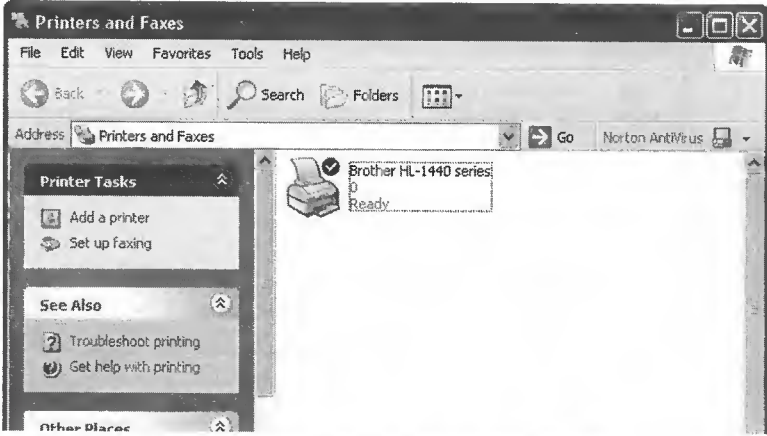 Printers and Faxes
File Edit View Favorites Tools Help
Back Search Folders
Address Printers and Faxes Go Norton AntiVirus
Printer Tasks
Add a printer
Set up faxing
See Also
Troubleshoot printing
Get help with printing
Other Places
Brother HL-1440 series
0
Ready